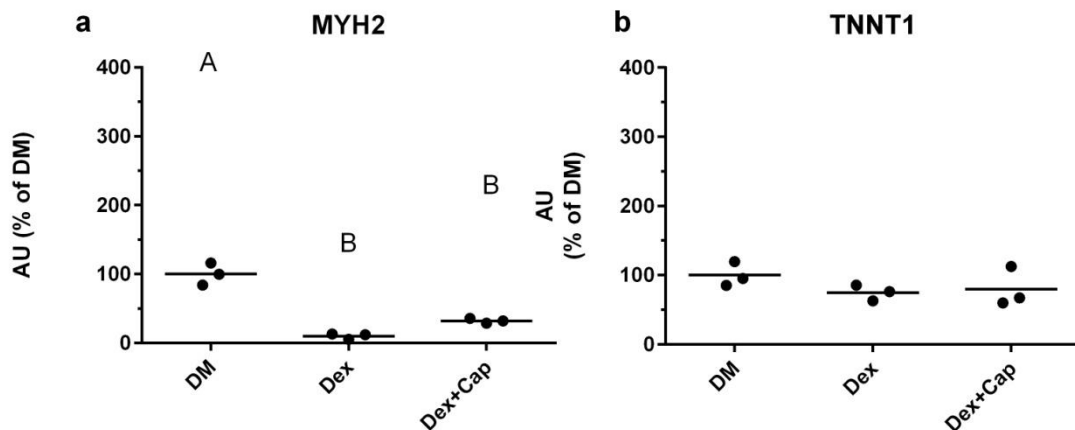 a
MYH2
AU (% of DM)
400
300
200
100
0
A
B
B
DM
Dex
Dex+Cap
b
TNNT1
AU
(% of DM)
400
300
200
100
0
DM
Dex
Dex+Cap